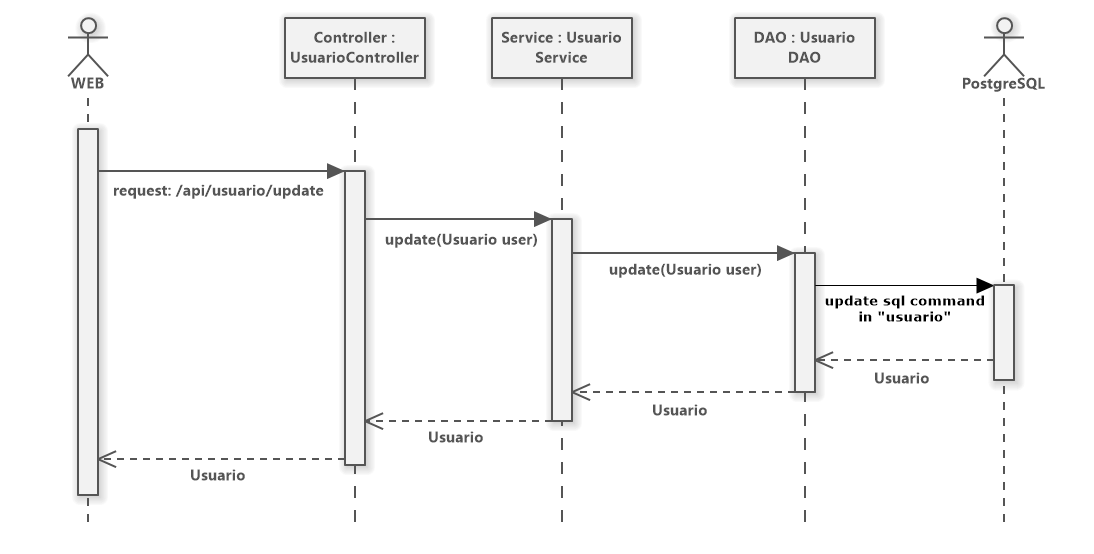 WEB
Controller :
UsuarioController
Service : Usuario
Service
DAO : Usuario
DAO
PostgreSQL
request: /api/usuario/update
update(Usuario user)
update(Usuario user)
update sql command
in "usuario"
Usuario
Usuario
Usuario
Usuario